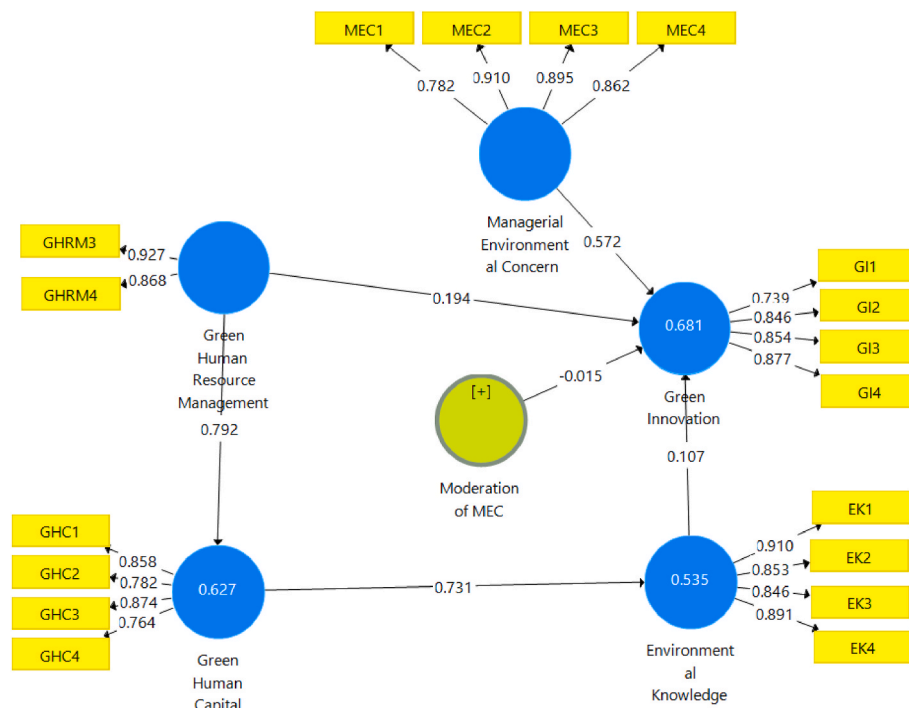 MEC1
MEC2
MEC3
MEC4
0.782
0.910
0.895
0.862
Managerial
Environment
al Concern
0.572
GHRM3
GHRM4
0.927
0.868
Green
Human
Resource
Management
0.194
0.792
GI1
GI2
GI3
GI4
0.739
0.846
0.854
0.877
0.681
Green
Innovation
-0.015
[+]
Moderation
of MEC
0.107
GHC1
GHC2
GHC3
GHC4
0.858
0.782
0.874
0.764
0.627
Green
Human
Capital
0.731
0.535
Environment
al
Knowledge
0.910
0.853
0.846
0.891
EK1
EK2
EK3
EK4